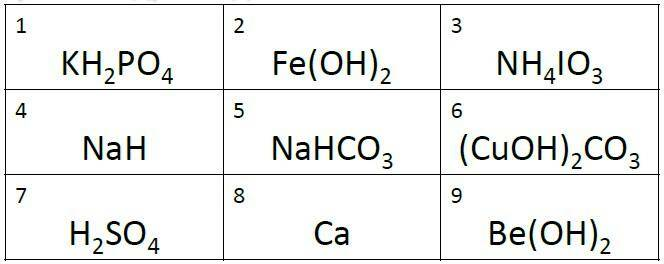 1
KH₂PO₄
2
Fe(OH)₂
3
NH₄IO₃
4
NaH
5
NaHCO₃
6
(CuOH)₂CO₃
7
H₂SO₄
8
Ca
9
Be(OH)₂